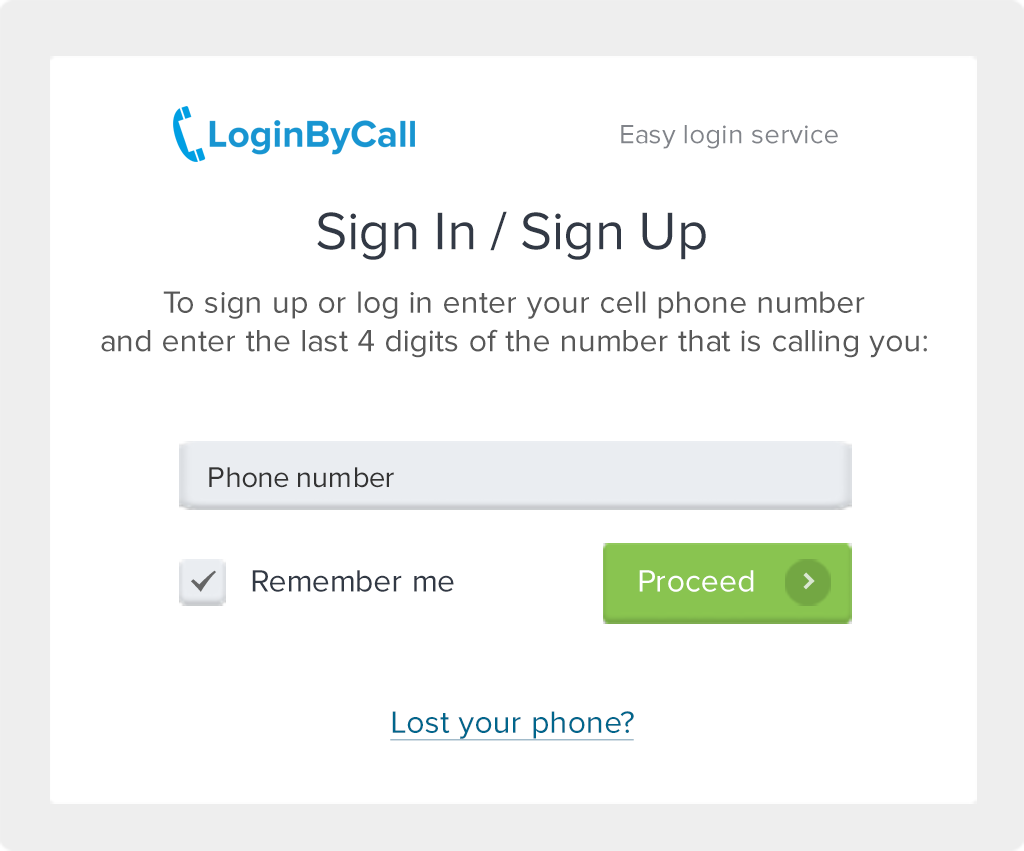 LoginByCall
Easy login service
Sign In / Sign Up
To sign up or log in enter your cell phone number
and enter the last 4 digits of the number that is calling you:
Phone number
Remember me
Proceed
Lost your phone?